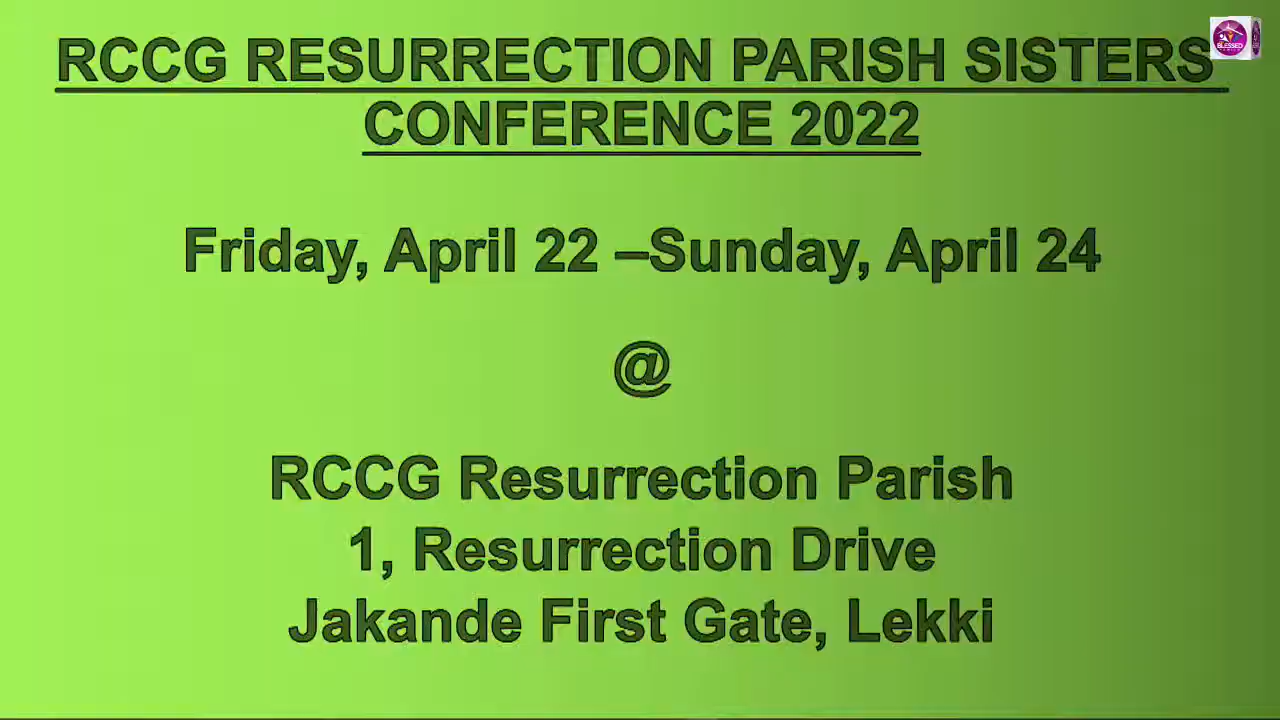 RCCG RESURRECTION PARISH SISTERS
CONFERENCE 2022
Friday, April 22 –Sunday, April 24
@
RCCG Resurrection Parish
1, Resurrection Drive
Jakande First Gate, Lekki
BLESSED